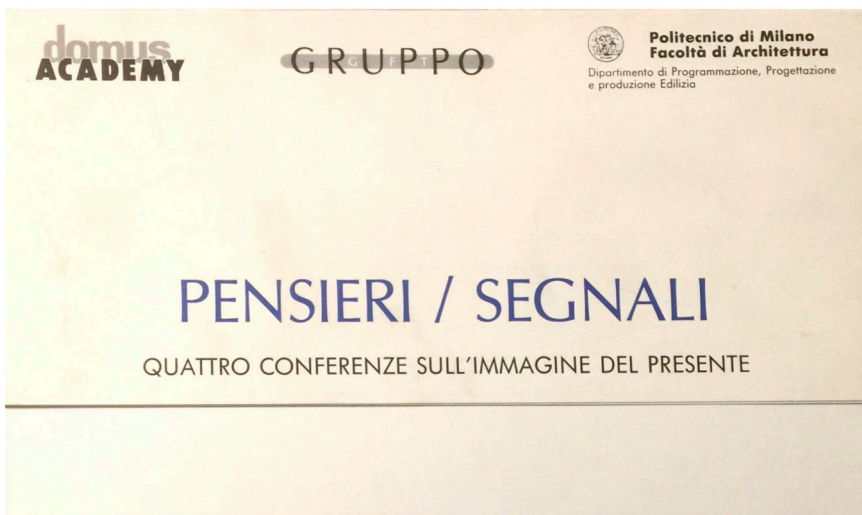 domus
ACADEMY
GRUPPO
GFT
Politecnico di Milano
Facoltà di Architettura
Dipartimento di Programmazione, Progettazione
e produzione Edilizia
PENSIERI / SEGNALI
QUATTRO CONFERENZE SULL'IMMAGINE DEL PRESENTE